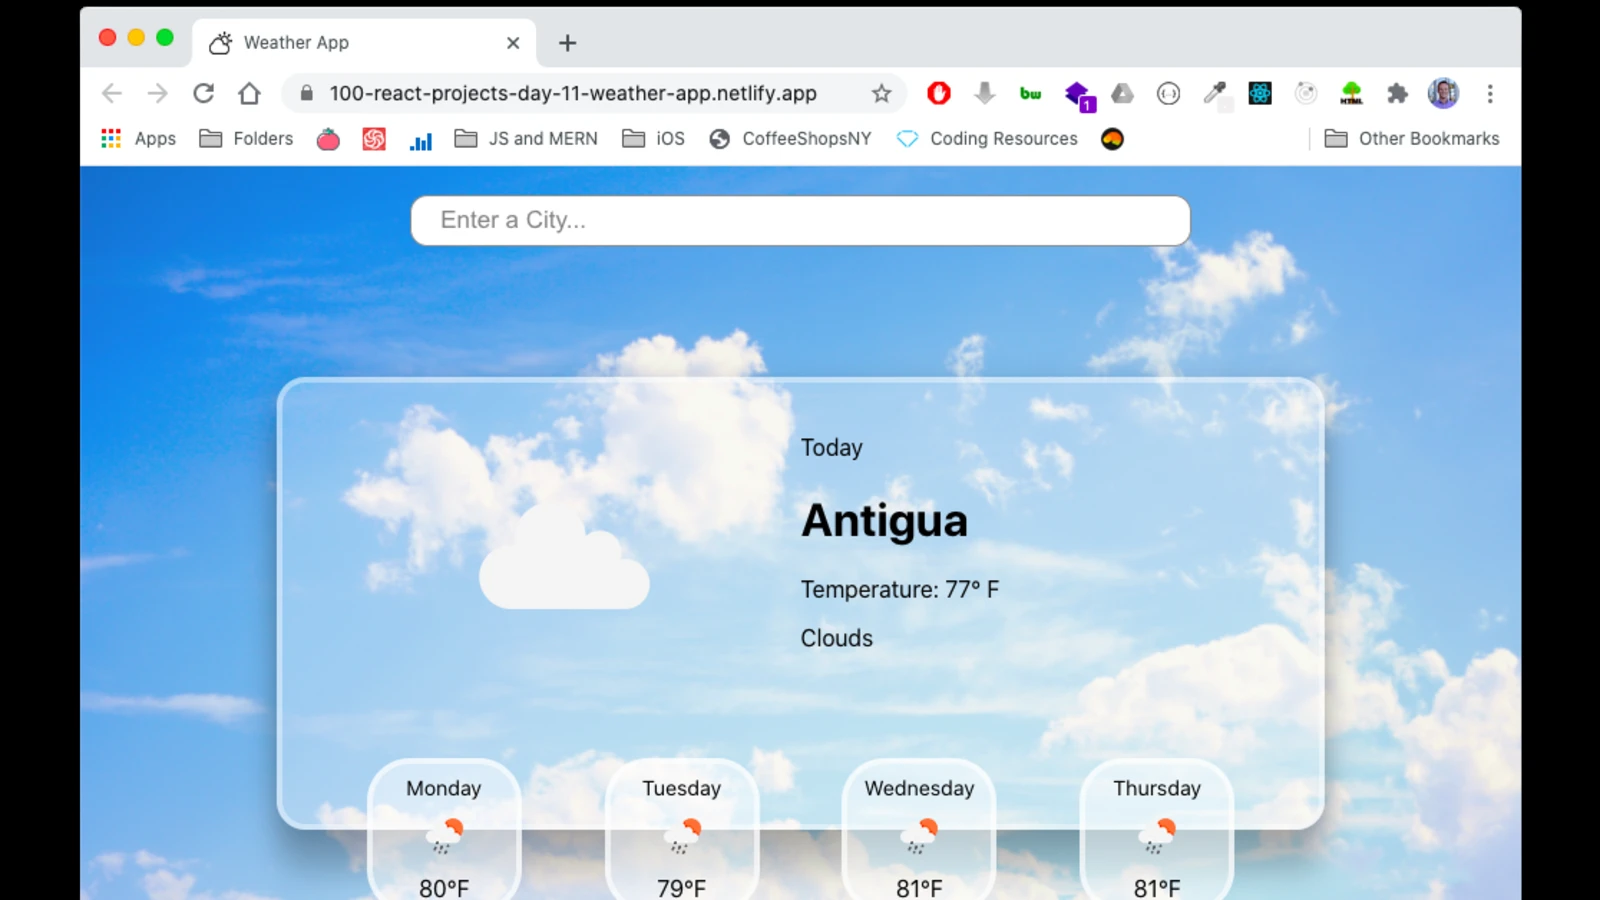 Weather App
100-react-projects-day-11-weather-app.netlify.app
bw
1
HTML
Apps
Folders
JS and MERN
iOS
CoffeeShopsNY
Coding Resources
Other Bookmarks
Enter a City...
Today
Antigua
Temperature: 77° F
Clouds
Monday
80°F
Tuesday
79°F
Wednesday
81°F
Thursday
81°F